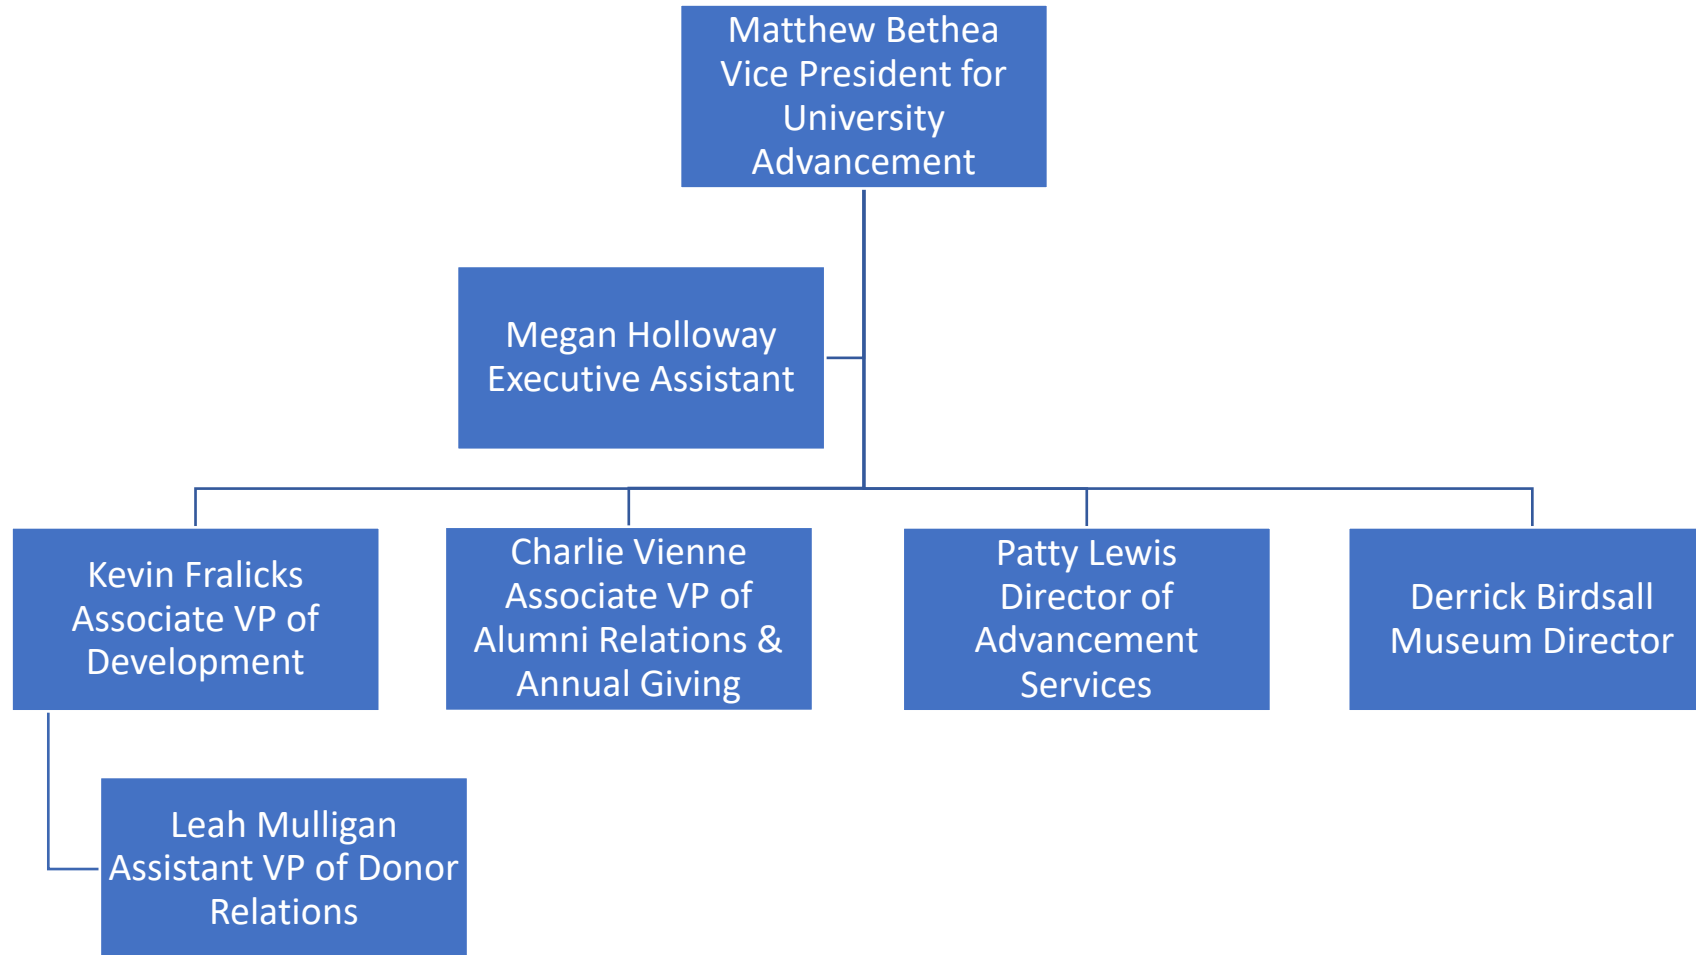 Matthew Bethea
Vice President for
University
Advancement
Megan Holloway
Executive Assistant
Kevin Fralicks
Associate VP of
Development
Charlie Vienne
Associate VP of
Alumni Relations &
Annual Giving
Patty Lewis
Director of
Advancement
Services
Derrick Birdsall
Museum Director
Leah Mulligan
Assistant VP of Donor
Relations